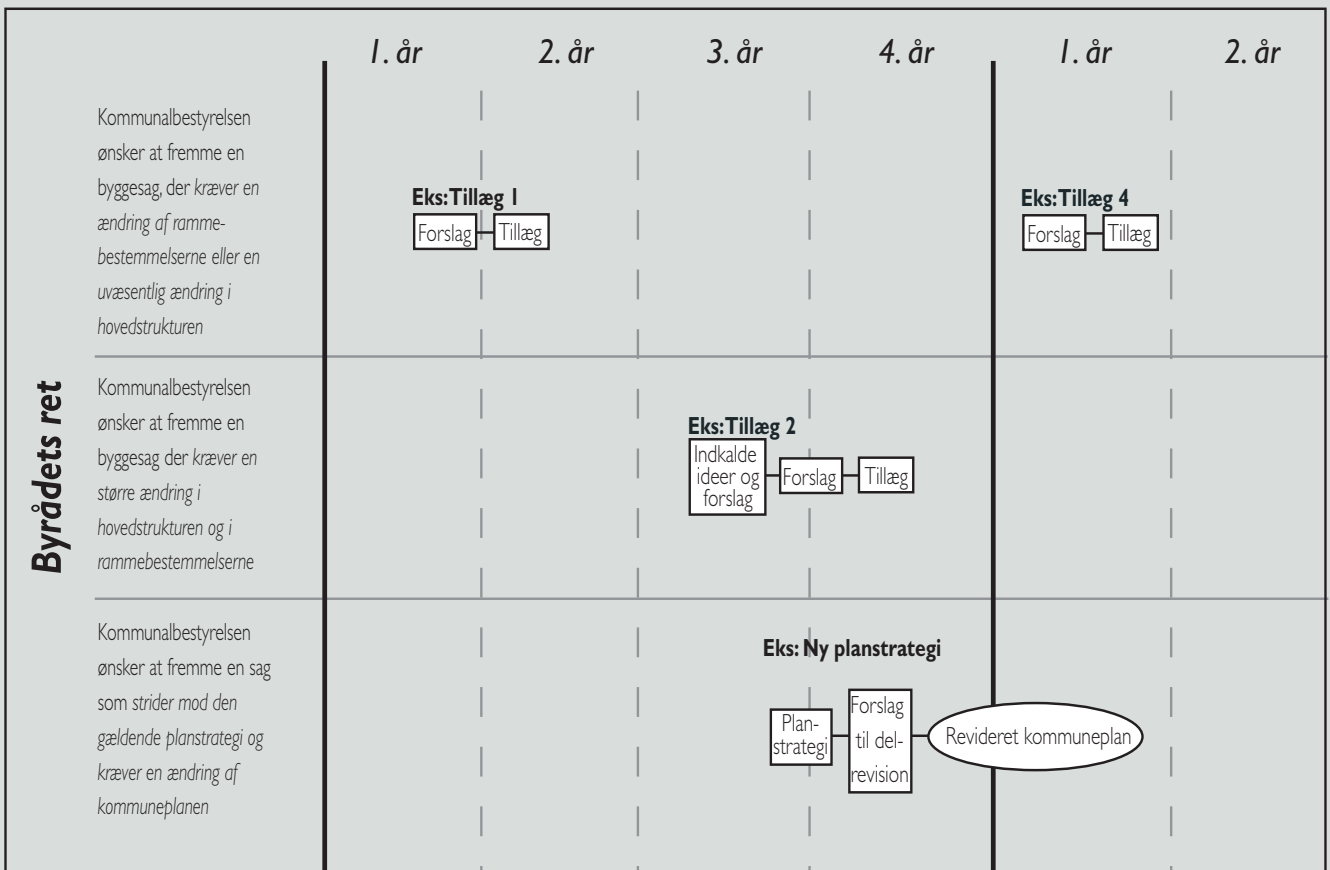 1. år 2. år 3. år 4. år 1. år 2. år
Byrådets ret
Kommunalbestyrelsen
ønsker at fremme en
byggesag, der kræver en
ændring af ramme-
bestemmelserne eller en
uvæsentlig ændring i
hovedstrukturen
Eks: Tillæg 1
Forslag
Tillæg
Eks: Tillæg 4
Forslag
Tillæg
Kommunalbestyrelsen
ønsker at fremme en
byggesag der kræver en
større ændring i
hovedstrukturen og i
rammebestemmelserne
Eks: Tillæg 2
Indkalde
ideer og
forslag
Forslag
Tillæg
Kommunalbestyrelsen
ønsker at fremme en sag
som strider mod den
gældende planstrategi og
kræver en ændring af
kommuneplanen
Eks: Ny planstrategi
Plan-
strategi
Forslag
til del-
revision
Revideret kommuneplan